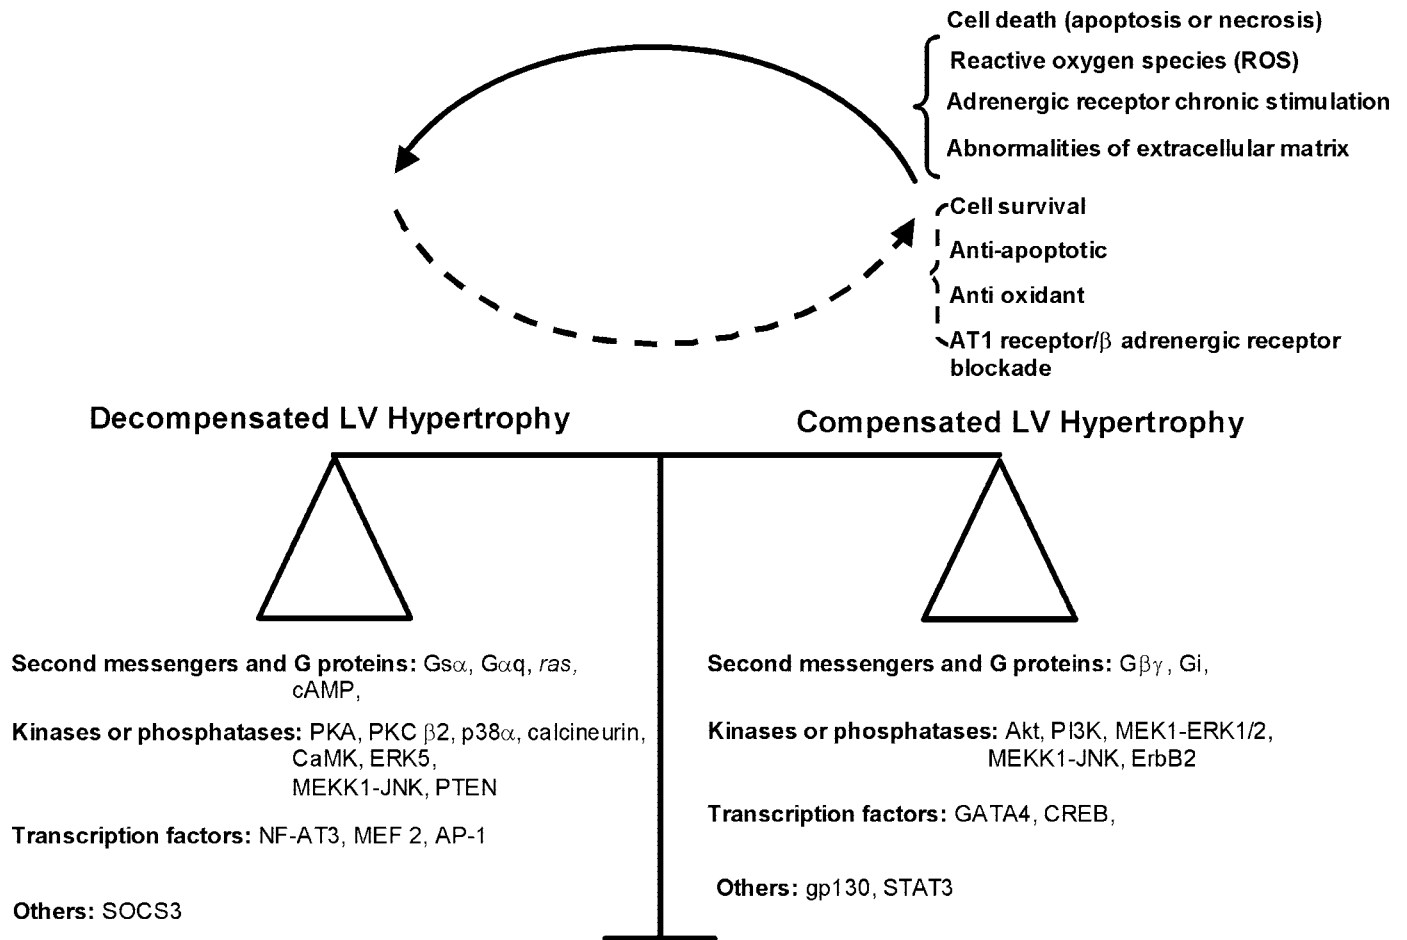 Cell death (apoptosis or necrosis)
Reactive oxygen species (ROS)
Adrenergic receptor chronic stimulation
Abnormalities of extracellular matrix
Cell survival
Anti-apoptotic
Anti oxidant
AT1 receptor/β adrenergic receptor
blockade
Decompensated LV Hypertrophy
Compensated LV Hypertrophy
Second messengers and G proteins: Gsα, Gαq, ras,
cAMP,
Kinases or phosphatases: PKA, PKC β2, p38α, calcineurin,
CaMK, ERK5,
MEKK1-JNK, PTEN
Transcription factors: NF-AT3, MEF 2, AP-1
Others: SOCS3
Second messengers and G proteins: Gβγ, Gi,
Kinases or phosphatases: Akt, PI3K, MEK1-ERK1/2,
MEKK1-JNK, ErbB2
Transcription factors: GATA4, CREB,
Others: gp130, STAT3